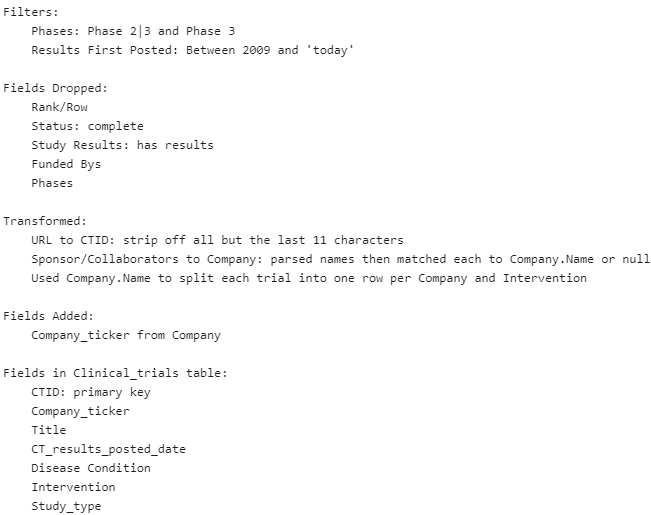 Filters:
Phases: Phase 2|3 and Phase 3
Results First Posted: Between 2009 and 'today'
Fields Dropped:
Rank/Row
Status: complete
Study Results: has results
Funded Bys
Phases
Transformed:
URL to CTID: strip off all but the last 11 characters
Sponsor/Collaborators to Company: parsed names then matched each to Company.Name or null
Used Company.Name to split each trial into one row per Company and Intervention
Fields Added:
Company_ticker from Company
Fields in Clinical_trials table:
CTID: primary key
Company_ticker
Title
CT_results_posted_date
Disease Condition
Intervention
Study_type